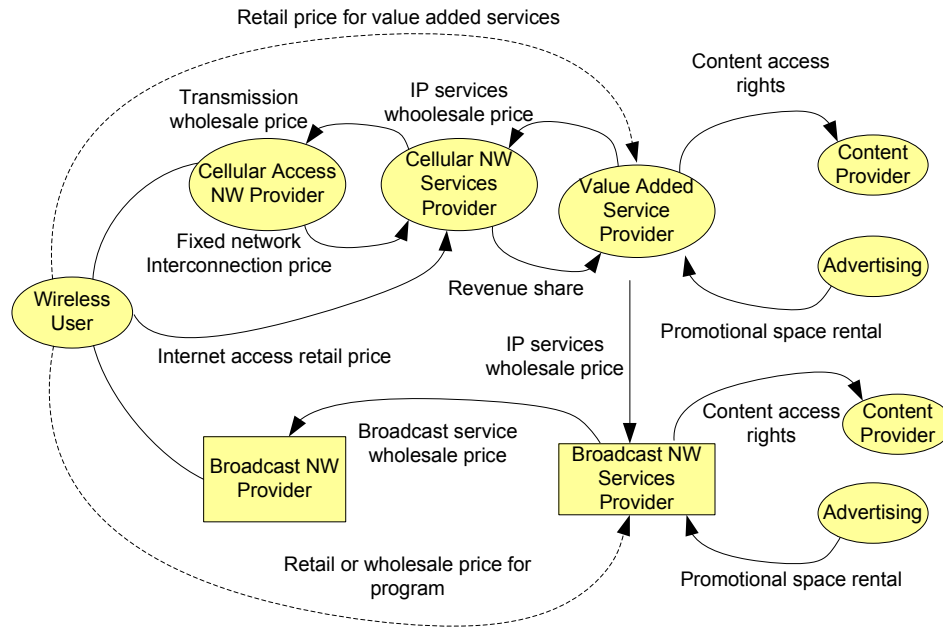 Retail price for value added services
Content access
rights
IP services
whoolesale price
Transmission
wholesale price
Cellular Access
NW Provider
Cellular NW
Services
Provider
Value Added
Service
Provider
Content
Provider
Fixed network
Interconnection price
Revenue share
Advertising
Promotional space rental
Wireless
User
Internet access retail price
IP services
wholesale price
Content access
rights
Content
Provider
Broadcast service
wholesale price
Broadcast NW
Provider
Broadcast NW
Services
Provider
Advertising
Promotional space rental
Retail or wholesale price for
program